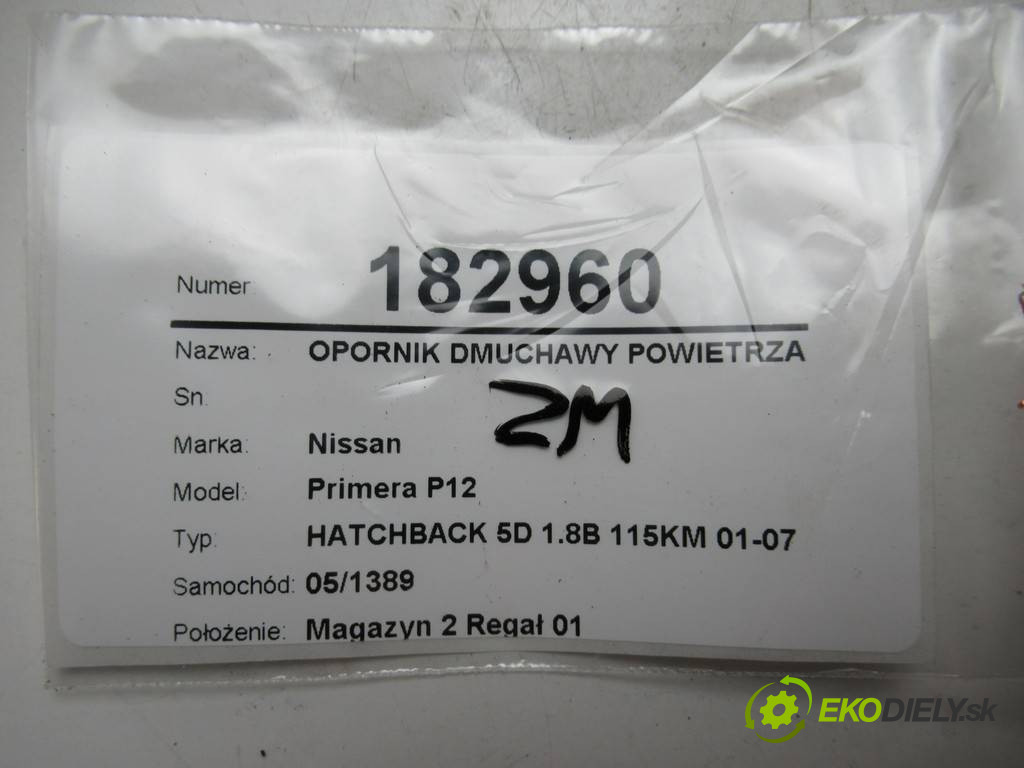 Numer: 182960
Nazwa: OPORNIK DMUCHAWY POWIETRZA
Sn.
ZM
Marka: Nissan
Model: Primera P12
Typ: HATCHBACK 5D 1.8B 115KM 01-07
Samochód: 05/1389
Położenie: Magazyn 2 Regał 01
EKODIELY.sk